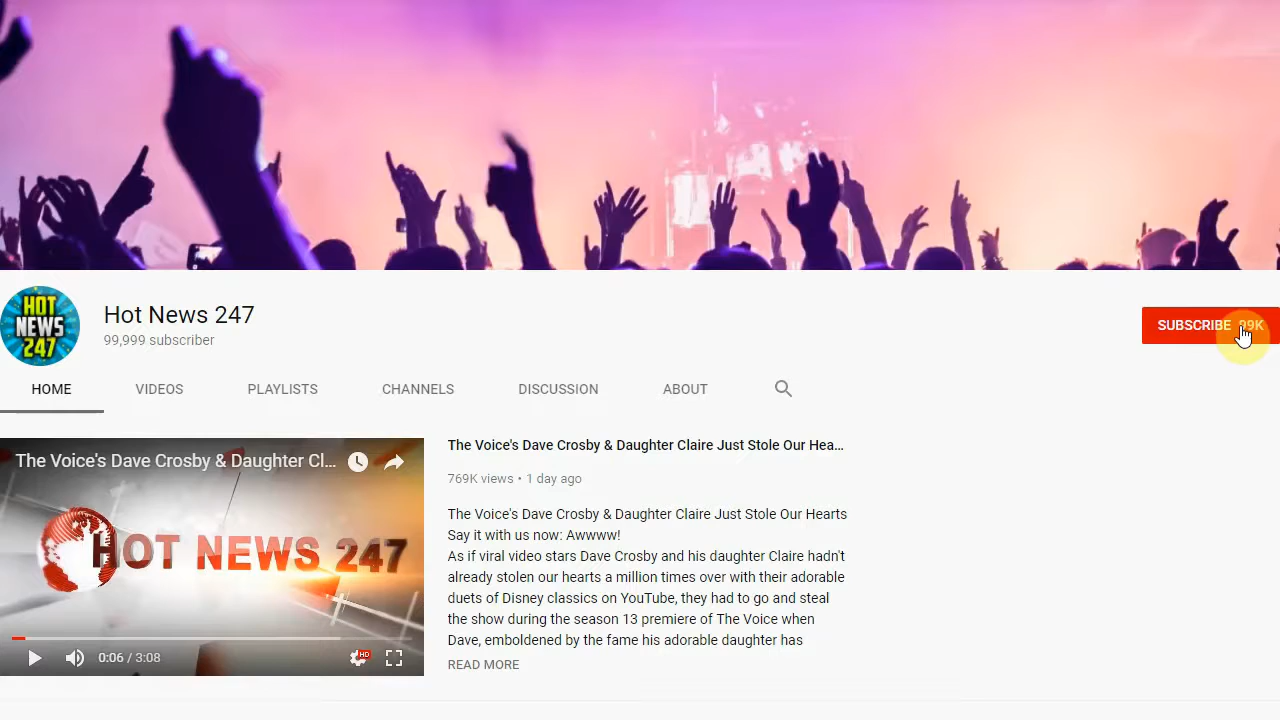 Hot News 247
99,999 subscriber
HOT
NEWS
247
SUBSCRIBE 99K
HOME
VIDEOS
PLAYLISTS
CHANNELS
DISCUSSION
ABOUT
The Voice's Dave Crosby & Daughter Cl...
HOT NEWS 247
0:06 / 3:08
HD
The Voice's Dave Crosby & Daughter Claire Just Stole Our Hea...
769K views • 1 day ago
The Voice's Dave Crosby & Daughter Claire Just Stole Our Hearts
Say it with us now: Awwww!
As if viral video stars Dave Crosby and his daughter Claire hadn't
already stolen our hearts a million times over with their adorable
duets of Disney classics on YouTube, they had to go and steal
the show during the season 13 premiere of The Voice when
Dave, emboldened by the fame his adorable daughter has
READ MORE